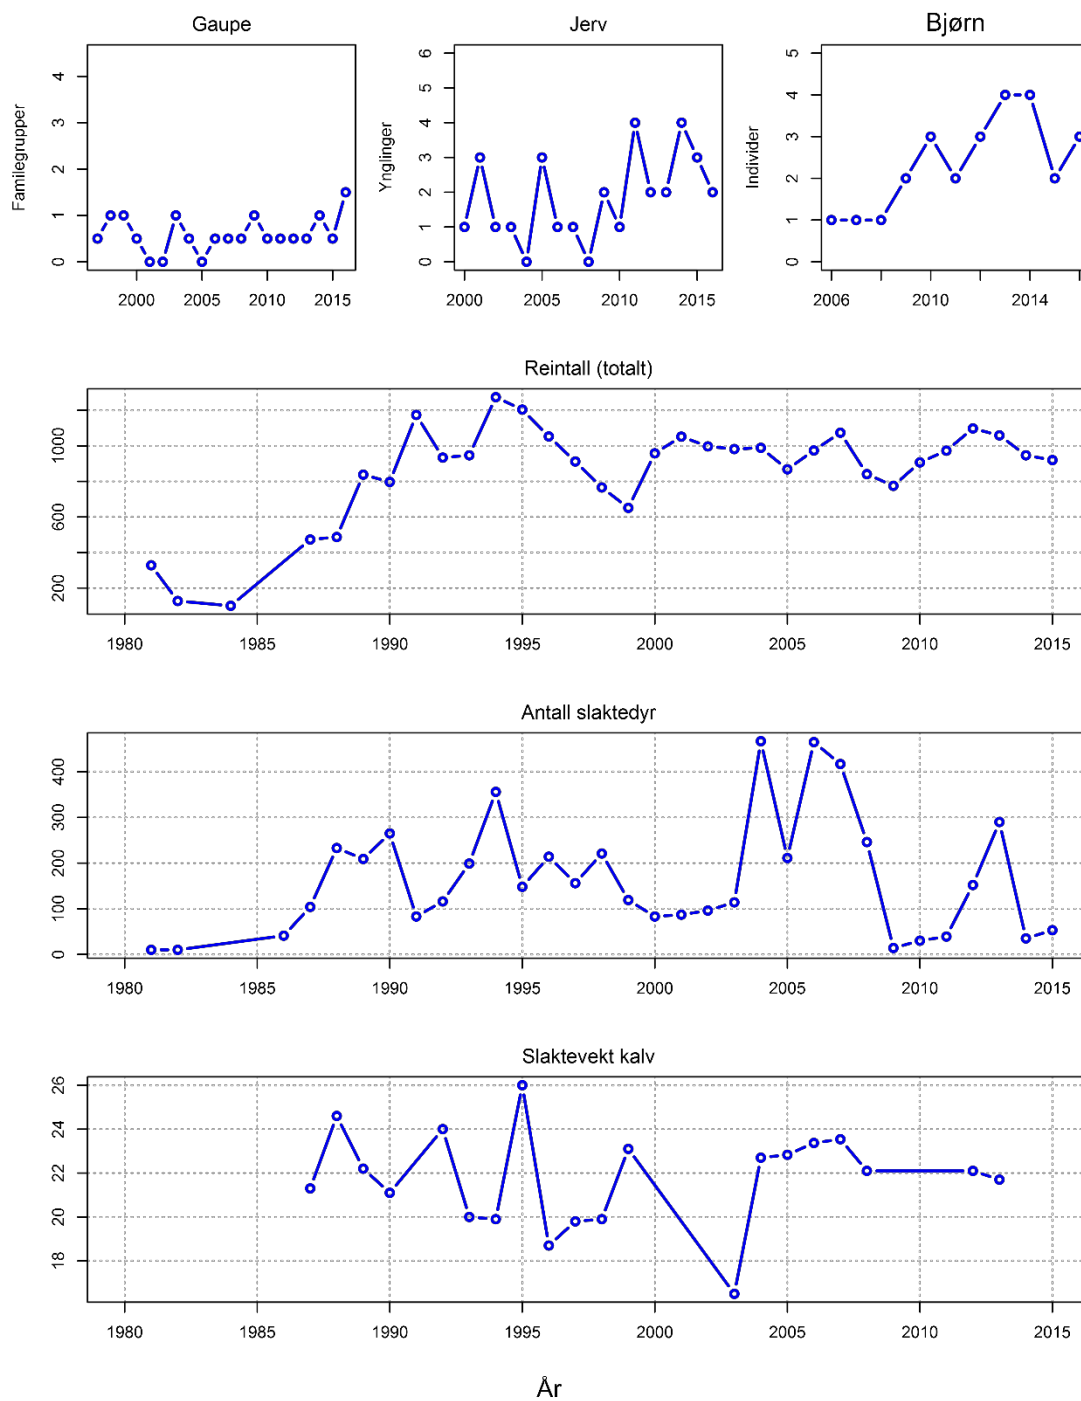 Gaupe
Jerv
Bjørn
Familegrupper
0 1 2 3 4
2000 2005 2010 2015
Ynglinger
0 1 2 3 4 5 6
2000 2005 2010 2015
Individer
0 1 2 3 4 5
2006 2010 2014
Reintall (totalt)
200 600 1000
1980 1985 1990 1995 2000 2005 2010 2015
Antall slaktedyr
0 100 200 300 400
1980 1985 1990 1995 2000 2005 2010 2015
Slaktevekt kalv
18 20 22 24 26
1980 1985 1990 1995 2000 2005 2010 2015
År